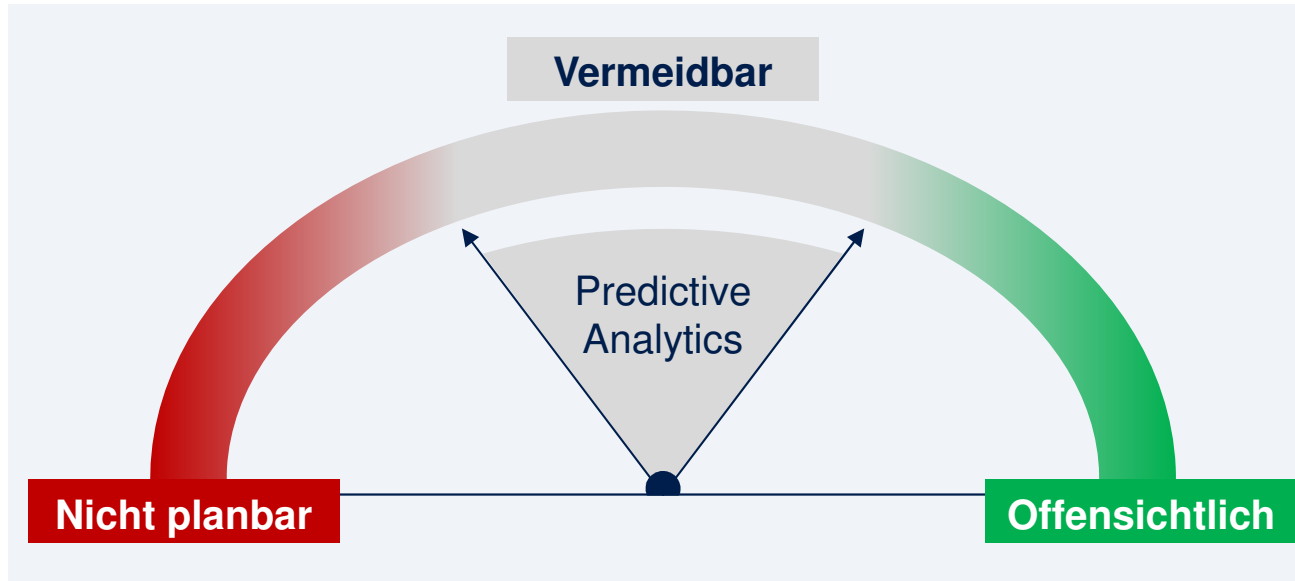 Vermeidbar
Predictive
Analytics
Nicht planbar
Offensichtlich